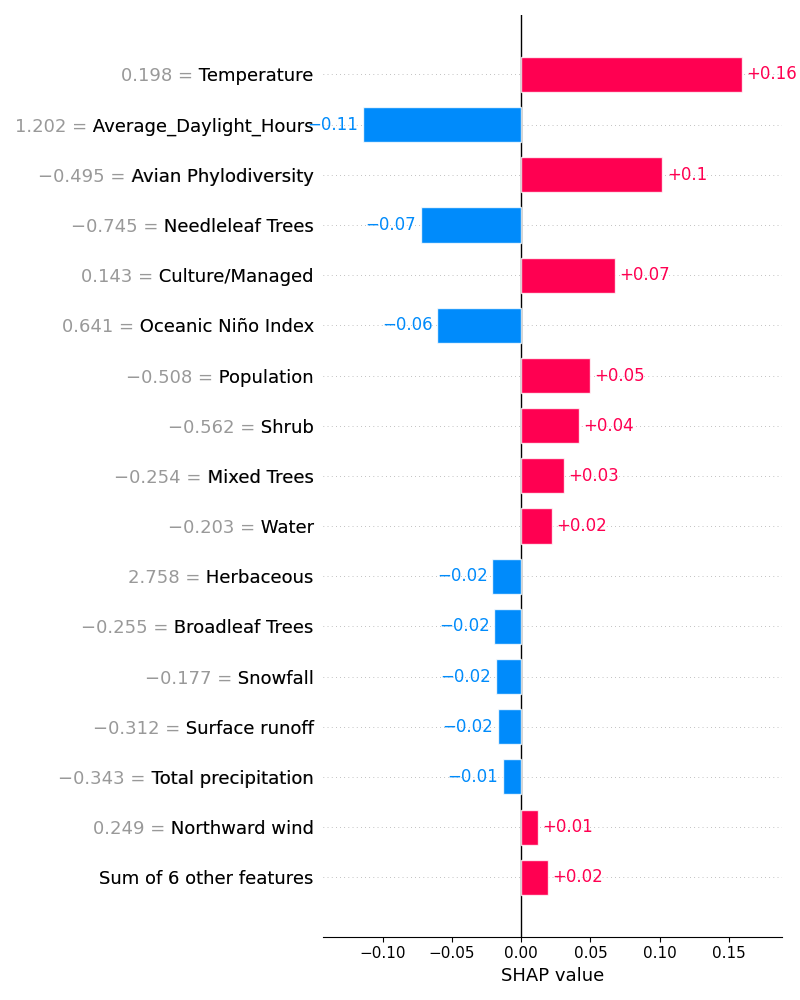 0.198 = Temperature +0.16
1.202 = Average_Daylight_Hours −0.11
−0.495 = Avian Phylodiversity +0.1
−0.745 = Needleleaf Trees −0.07
0.143 = Culture/Managed +0.07
0.641 = Oceanic Niño Index −0.06
−0.508 = Population +0.05
−0.562 = Shrub +0.04
−0.254 = Mixed Trees +0.03
−0.203 = Water +0.02
2.758 = Herbaceous −0.02
−0.255 = Broadleaf Trees −0.02
−0.177 = Snowfall −0.02
−0.312 = Surface runoff −0.02
−0.343 = Total precipitation −0.01
0.249 = Northward wind +0.01
Sum of 6 other features +0.02
−0.10 −0.05 0.00 0.05 0.10 0.15
SHAP value